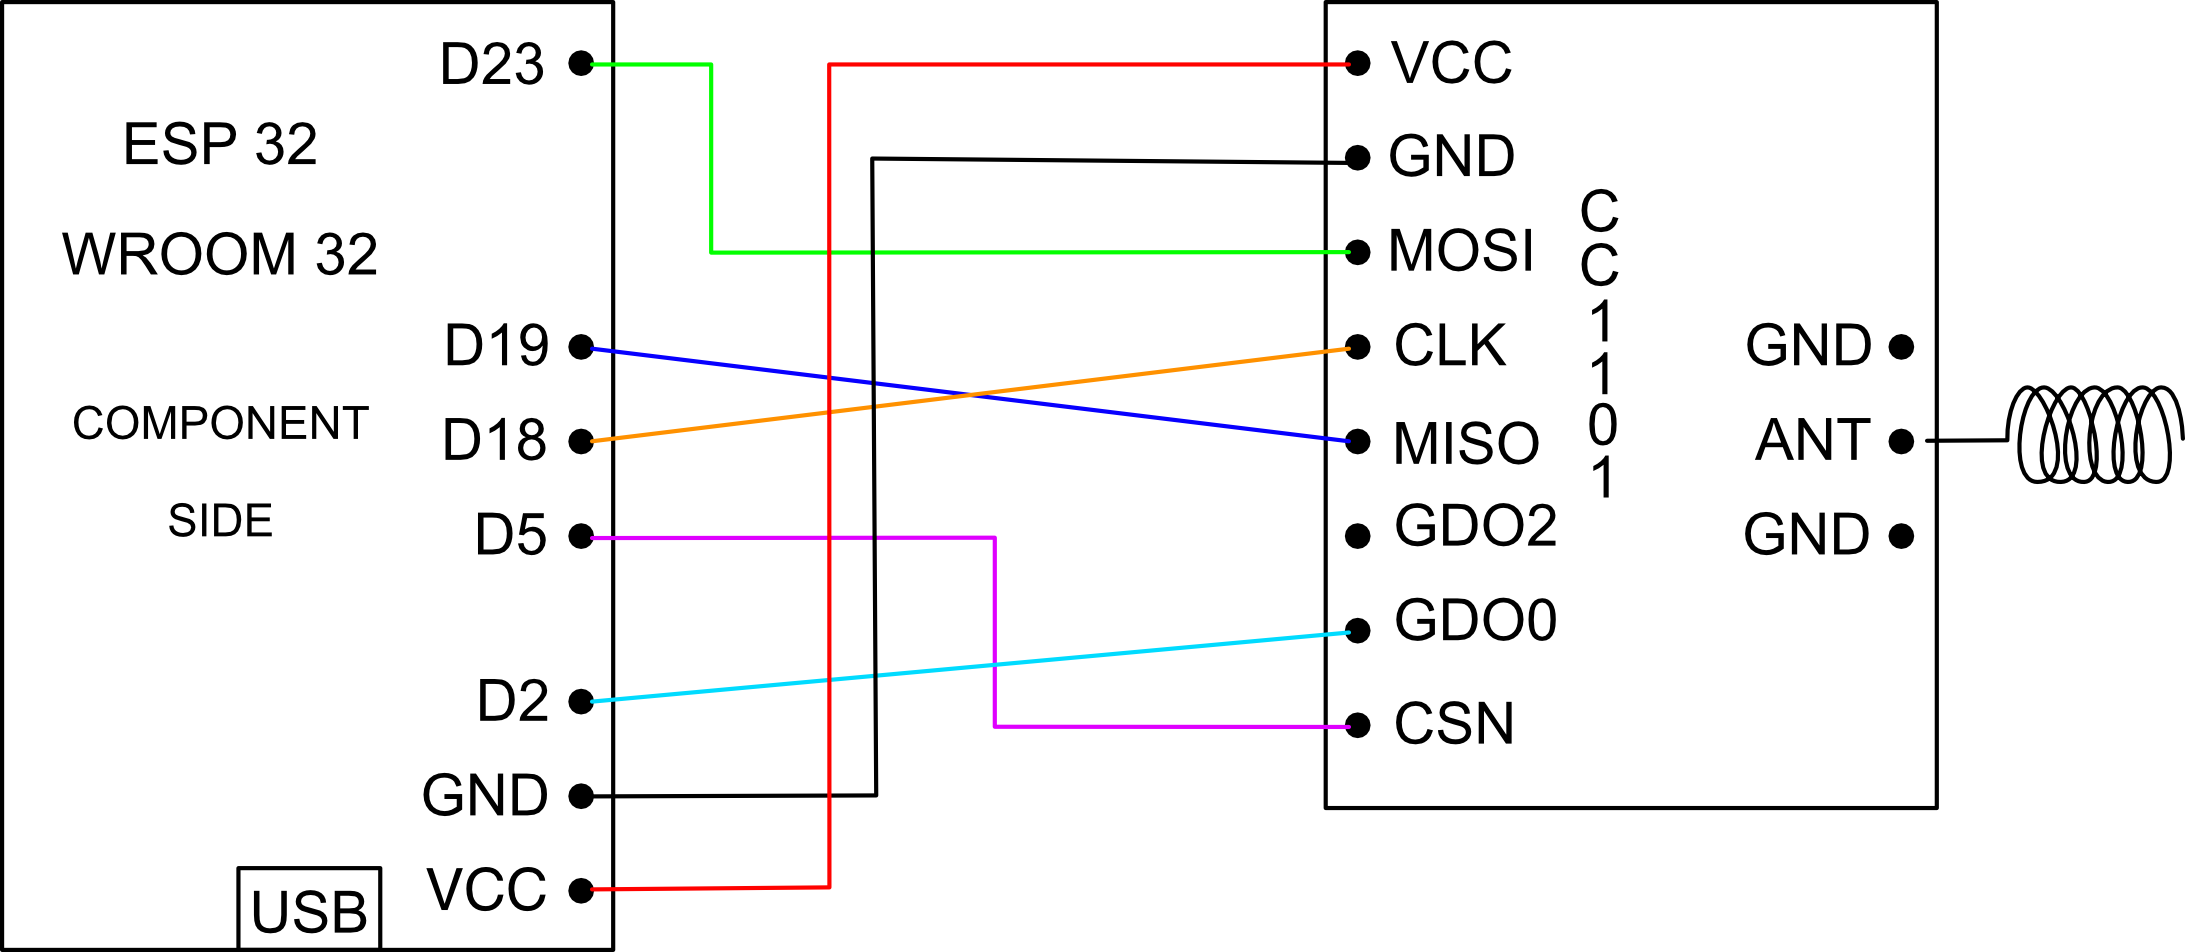 ESP 32
WROOM 32
COMPONENT
SIDE
USB
D23
D19
D18
D5
D2
GND
VCC
VCC
GND
MOSI
CLK
MISO
GDO2
GDO0
CSN
C
C
1
1
0
1
GND
ANT
GND